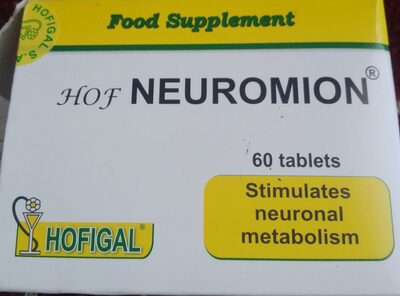 Food Supplement
HOFIGAL S.A.
HOF NEUROMION®
60 tablets
Stimulates
neuronal
metabolism
HOFIGAL®